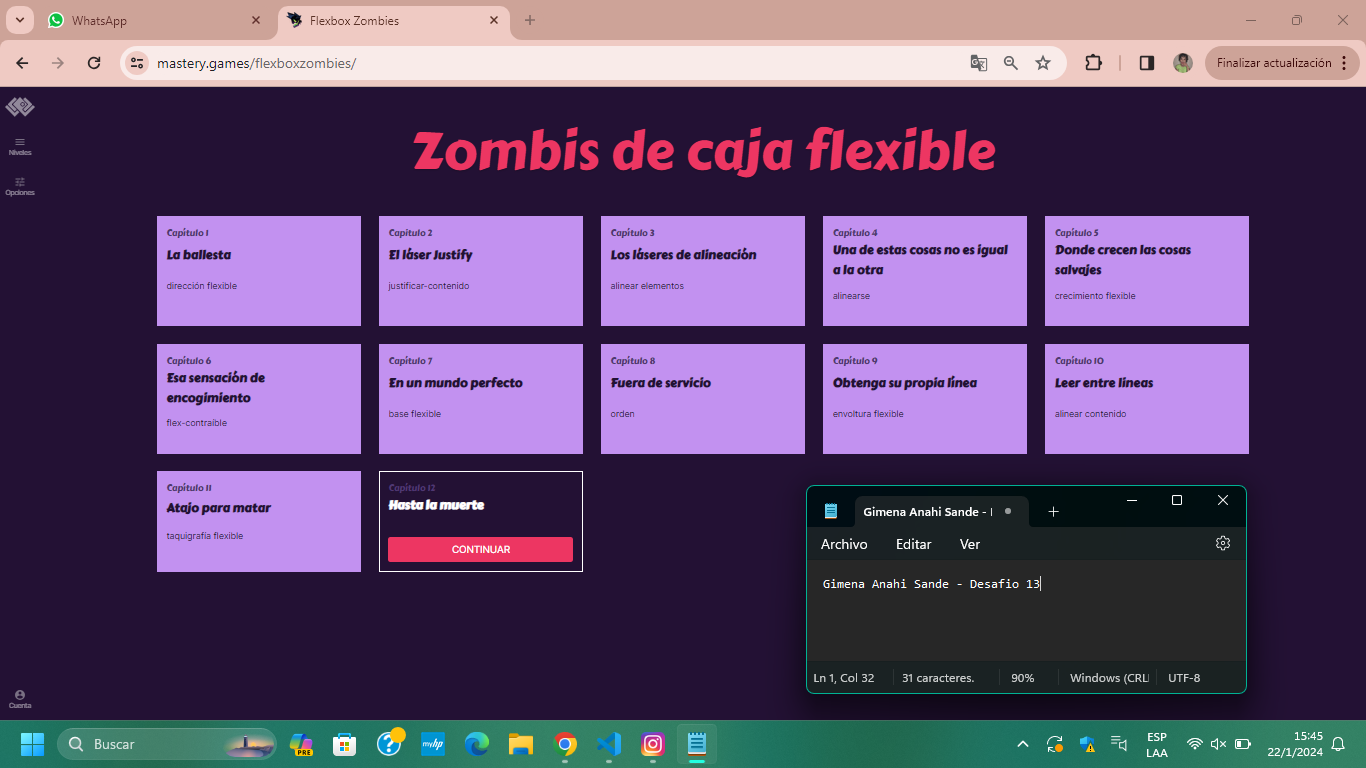 WhatsApp
Flexbox Zombies
mastery.games/flexboxzombies/
Finalizar actualización
Niveles
Opciones
Zombis de caja flexible
Capítulo 1
La ballesta
dirección flexible
Capítulo 2
El láser Justify
justificar-contenido
Capítulo 3
Los láseres de alineación
alinear elementos
Capítulo 4
Una de estas cosas no es igual
a la otra
alinearse
Capítulo 5
Donde crecen las cosas
salvajes
crecimiento flexible
Capítulo 6
Esa sensación de
encogimiento
flex-contraíble
Capítulo 7
En un mundo perfecto
base flexible
Capítulo 8
Fuera de servicio
orden
Capítulo 9
Obtenga su propia línea
envoltura flexible
Capítulo 10
Leer entre líneas
alinear contenido
Capítulo 11
Atajo para matar
taquigrafía flexible
Capítulo 12
Hasta la muerte
CONTINUAR
Gimena Anahi Sande - I
Archivo Editar Ver
Gimena Anahi Sande - Desafio 13
Ln 1, Col 32 31 caracteres. 90% Windows (CRL UTF-8
Cuenta
Buscar
PRE
myhp
ESP
LAA
15:45
22/1/2024